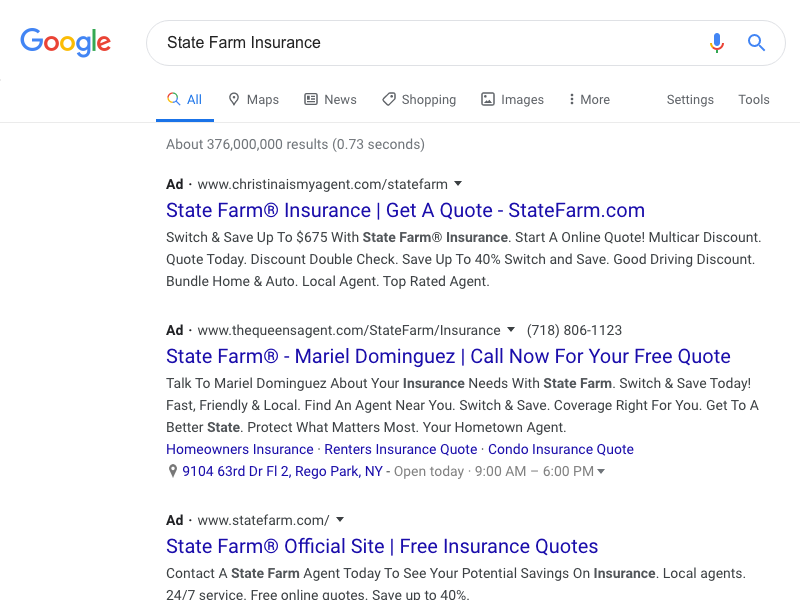 Google
State Farm Insurance
All Maps News Shopping Images More Settings Tools
About 376,000,000 results (0.73 seconds)
Ad · www.christinaismyagent.com/statefarm
State Farm® Insurance | Get A Quote - StateFarm.com
Switch & Save Up To $675 With State Farm® Insurance. Start A Online Quote! Multicar Discount.
Quote Today. Discount Double Check. Save Up To 40% Switch and Save. Good Driving Discount.
Bundle Home & Auto. Local Agent. Top Rated Agent.
Ad · www.thequeensagent.com/StateFarm/Insurance (718) 806-1123
State Farm® - Mariel Dominguez | Call Now For Your Free Quote
Talk To Mariel Dominguez About Your Insurance Needs With State Farm. Switch & Save Today!
Fast, Friendly & Local. Find An Agent Near You. Switch & Save. Coverage Right For You. Get To A
Better State. Protect What Matters Most. Your Hometown Agent.
Homeowners Insurance · Renters Insurance Quote · Condo Insurance Quote
9104 63rd Dr Fl 2, Rego Park, NY - Open today · 9:00 AM – 6:00 PM
Ad · www.statefarm.com/
State Farm® Official Site | Free Insurance Quotes
Contact A State Farm Agent Today To See Your Potential Savings On Insurance. Local agents.
24/7 service. Free online quotes. Save up to 40%.